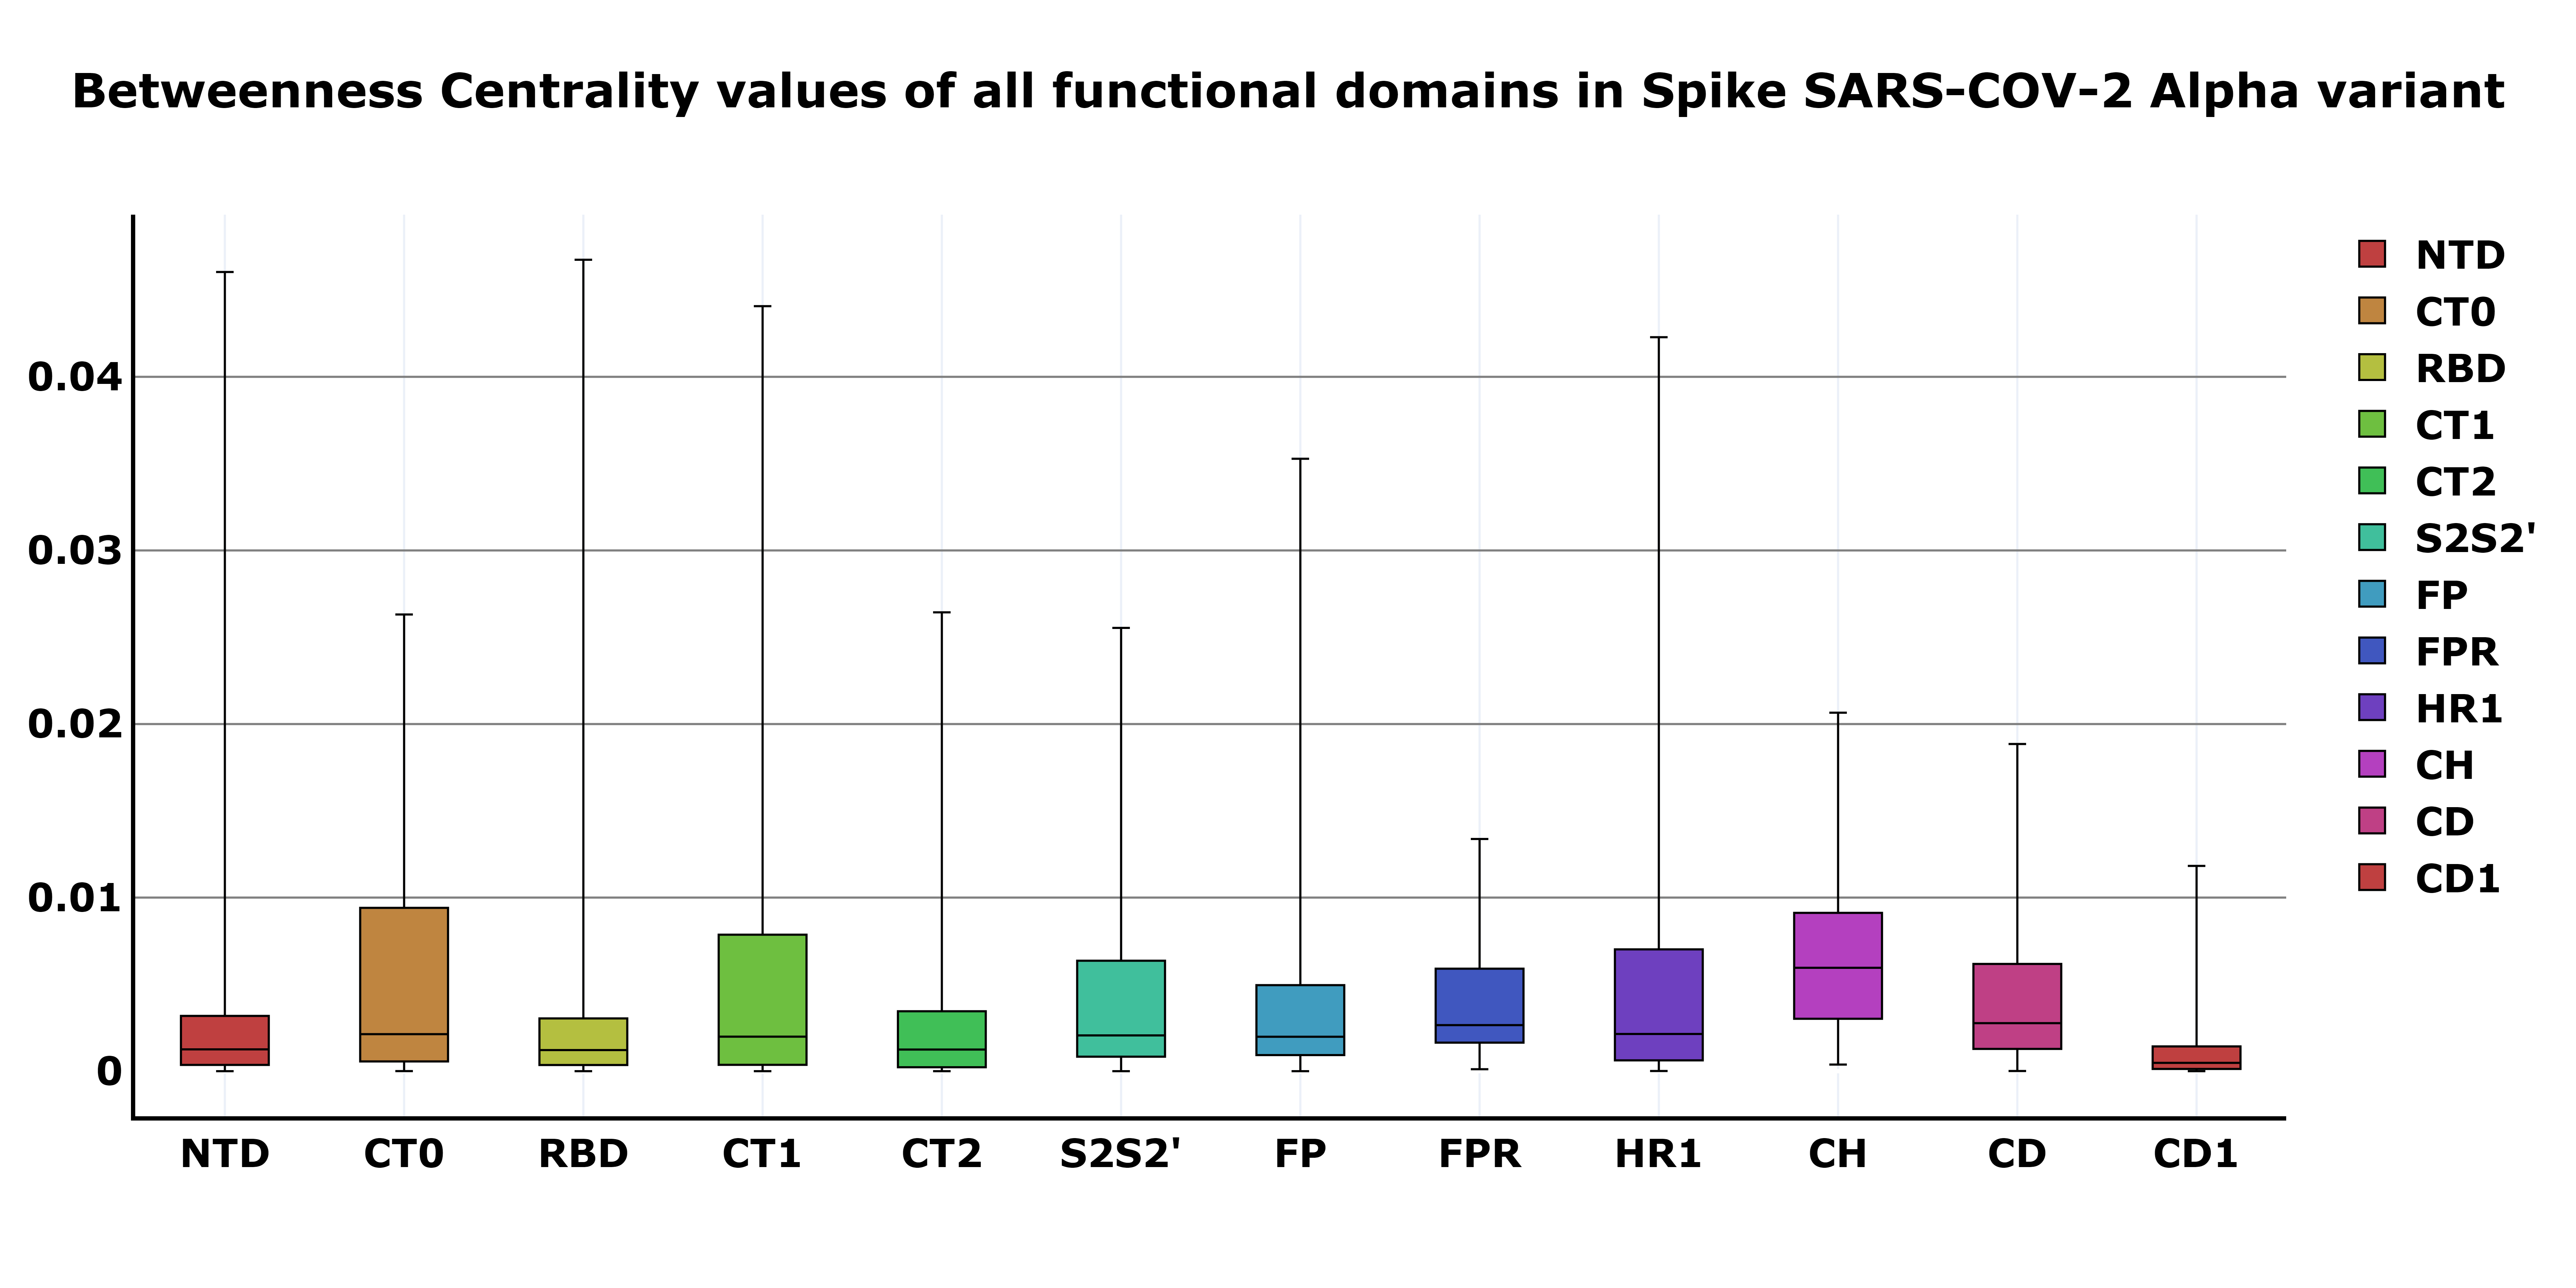 Betweenness Centrality values of all functional domains in Spike SARS-COV-2 Alpha variant
0.04
0.03
0.02
0.01
0
NTD CT0 RBD CT1 CT2 S2S2' FP FPR HR1 CH CD CD1
NTD
CT0
RBD
CT1
CT2
S2S2'
FP
FPR
HR1
CH
CD
CD1